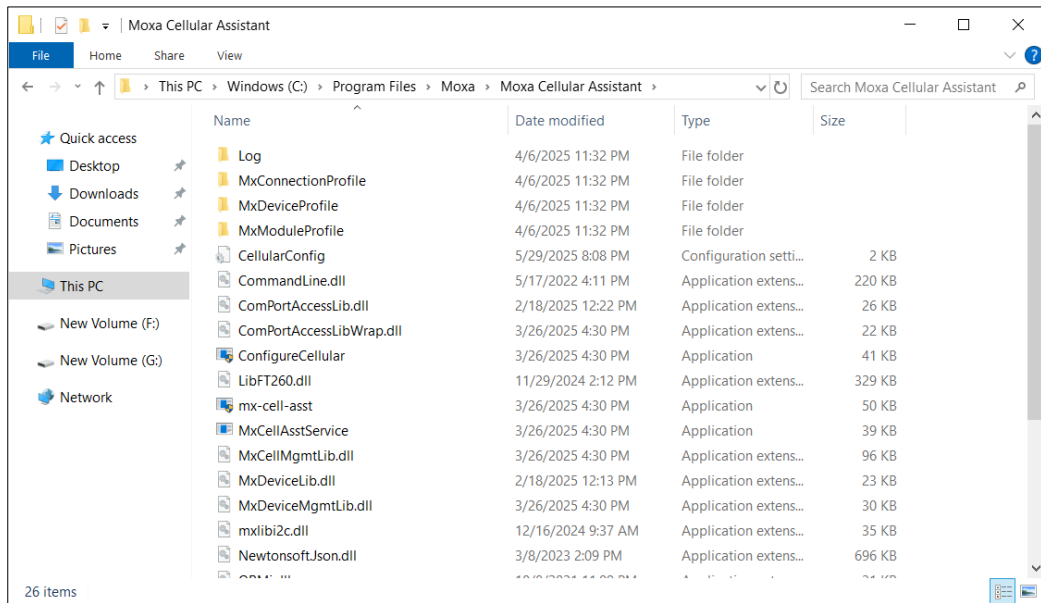 Moxa Cellular Assistant
File Home Share View
This PC Windows (C:) Program Files Moxa Moxa Cellular Assistant Search Moxa Cellular Assistant
Name Date modified Type Size
Quick access
Desktop
Downloads
Documents
Pictures
This PC
New Volume (F:)
New Volume (G:)
Network
Log 4/6/2025 11:32 PM File folder
MxConnectionProfile 4/6/2025 11:32 PM File folder
MxDeviceProfile 4/6/2025 11:32 PM File folder
MxModuleProfile 4/6/2025 11:32 PM File folder
CellularConfig 5/29/2025 8:08 PM Configuration setti... 2 KB
CommandLine.dll 5/17/2022 4:11 PM Application extens... 220 KB
ComPortAccessLib.dll 2/18/2025 12:22 PM Application extens... 26 KB
ComPortAccessLibWrap.dll 3/26/2025 4:30 PM Application extens... 22 KB
ConfigureCellular 3/26/2025 4:30 PM Application 41 KB
LibFT260.dll 11/29/2024 2:12 PM Application extens... 329 KB
mx-cell-asst 3/26/2025 4:30 PM Application 50 KB
MxCellAsstService 3/26/2025 4:30 PM Application 39 KB
MxCellMgmtLib.dll 3/26/2025 4:30 PM Application extens... 96 KB
MxDeviceLib.dll 2/18/2025 12:13 PM Application extens... 23 KB
MxDeviceMgmtLib.dll 3/26/2025 4:30 PM Application extens... 30 KB
mxlibi2c.dll 12/16/2024 9:37 AM Application extens... 35 KB
NewtonsoftJson.dll 3/8/2023 2:09 PM Application extens... 696 KB
26 items